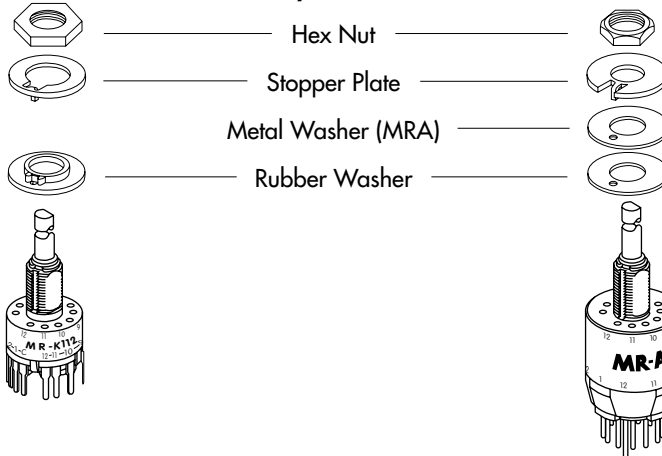 Hex Nut
Stopper Plate
Metal Washer (MRA)
Rubber Washer
12 11 10 9
MR-K112
2-1-C 12-11-10-9
12 11 10
MR-A
2 1 12 11